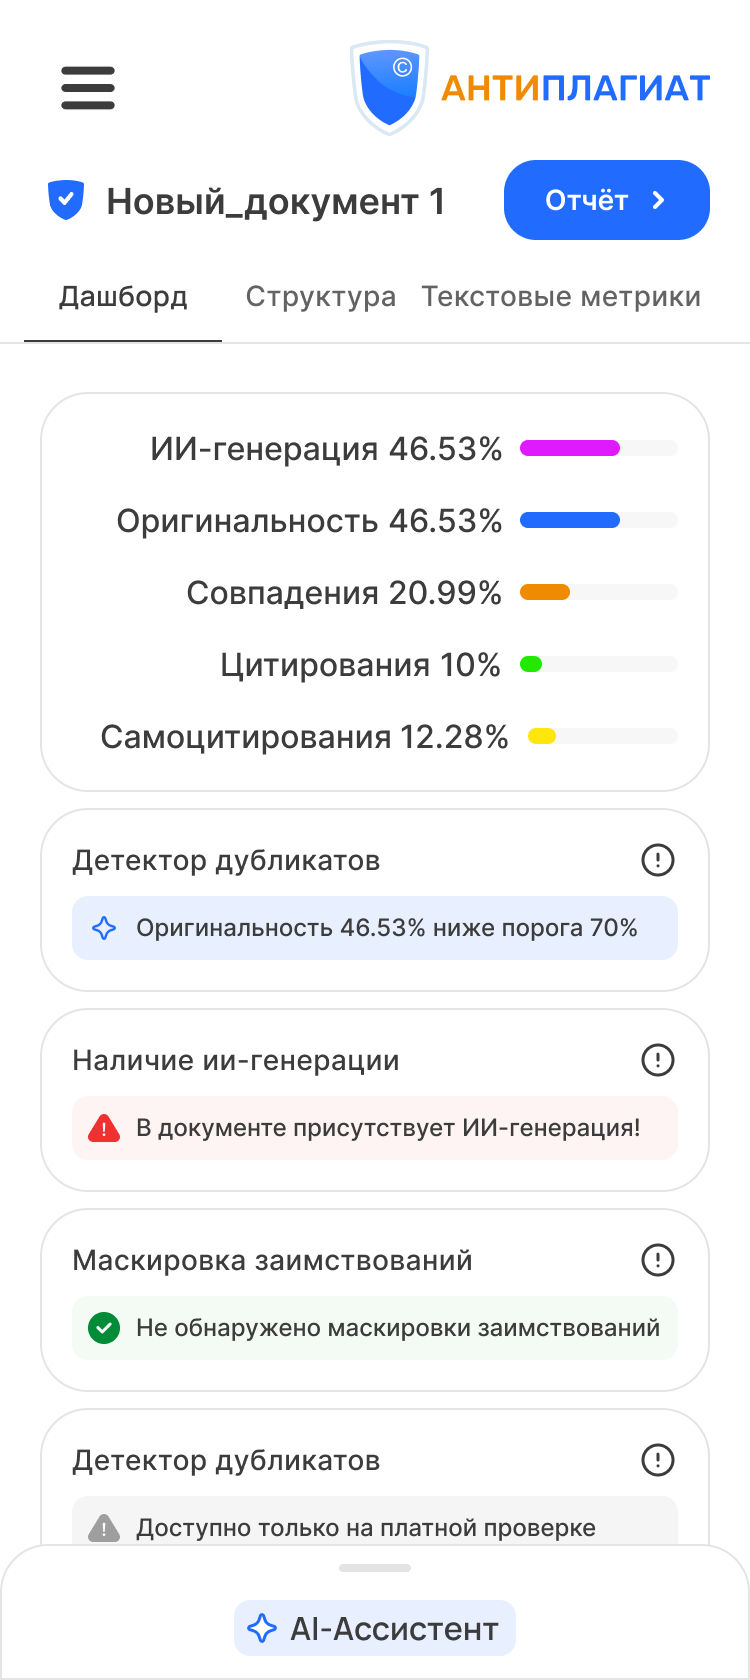 ©
АНТИПЛАГИАТ
Новый_документ 1
Отчёт
Дашборд Структура Текстовые метрики
ИИ-генерация 46.53%
Оригинальность 46.53%
Совпадения 20.99%
Цитирования 10%
Самоцитирования 12.28%
Детектор дубликатов
Оригинальность 46.53% ниже порога 70%
Наличие ии-генерации
В документе присутствует ИИ-генерация!
Маскировка заимствований
Не обнаружено маскировки заимствований
Детектор дубликатов
Доступно только на платной проверке
AI-Ассистент